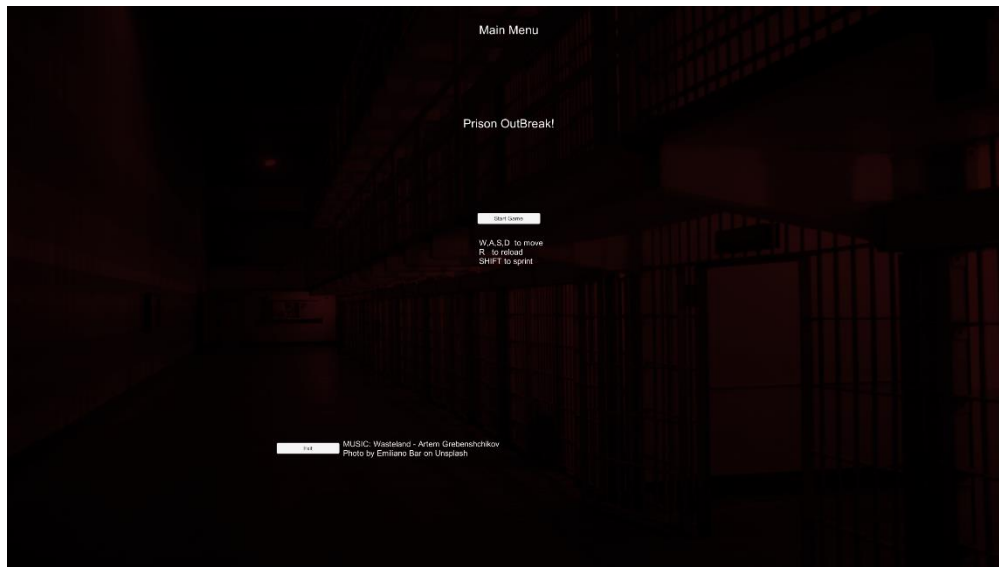 Main Menu
Prison OutBreak!
Start Game
W,A,S,D to move
R to reload
SHIFT to sprint
MUSIC: Wasteland - Artem Grebenshchikov
Photo by Emiliano Bar on Unsplash